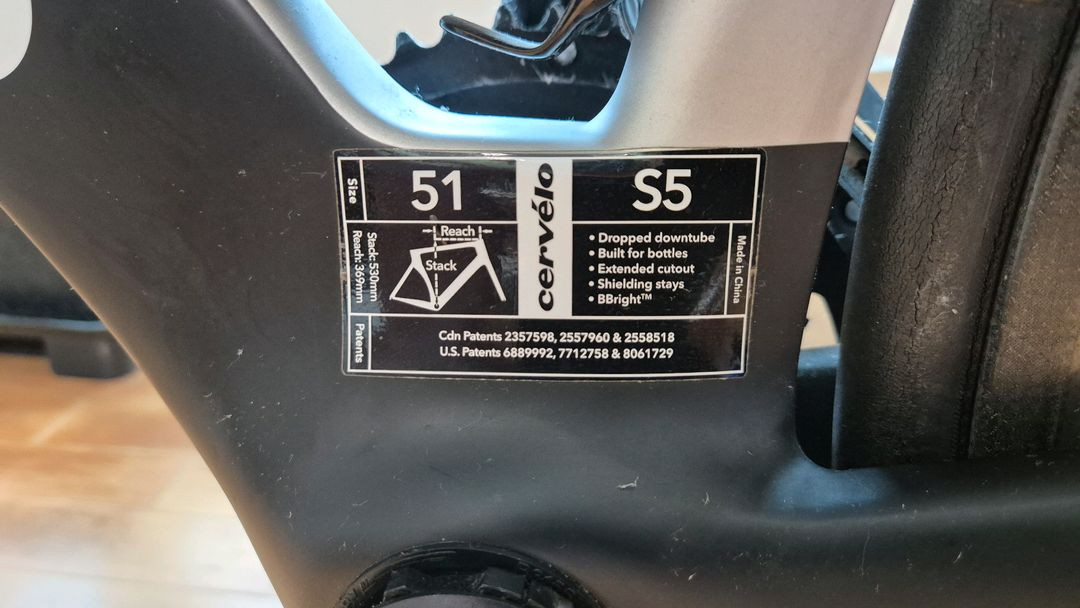 Size
51
cervélo
S5
Stack:530mm
Reach:369mm
Reach
Stack
• Dropped downtube
• Built for bottles
• Extended cutout
• Shielding stays
• BBright™
Made in China
Patents
Cdn Patents 2357598, 2557960 & 2558518
U.S. Patents 6889992, 7712758 & 8061729